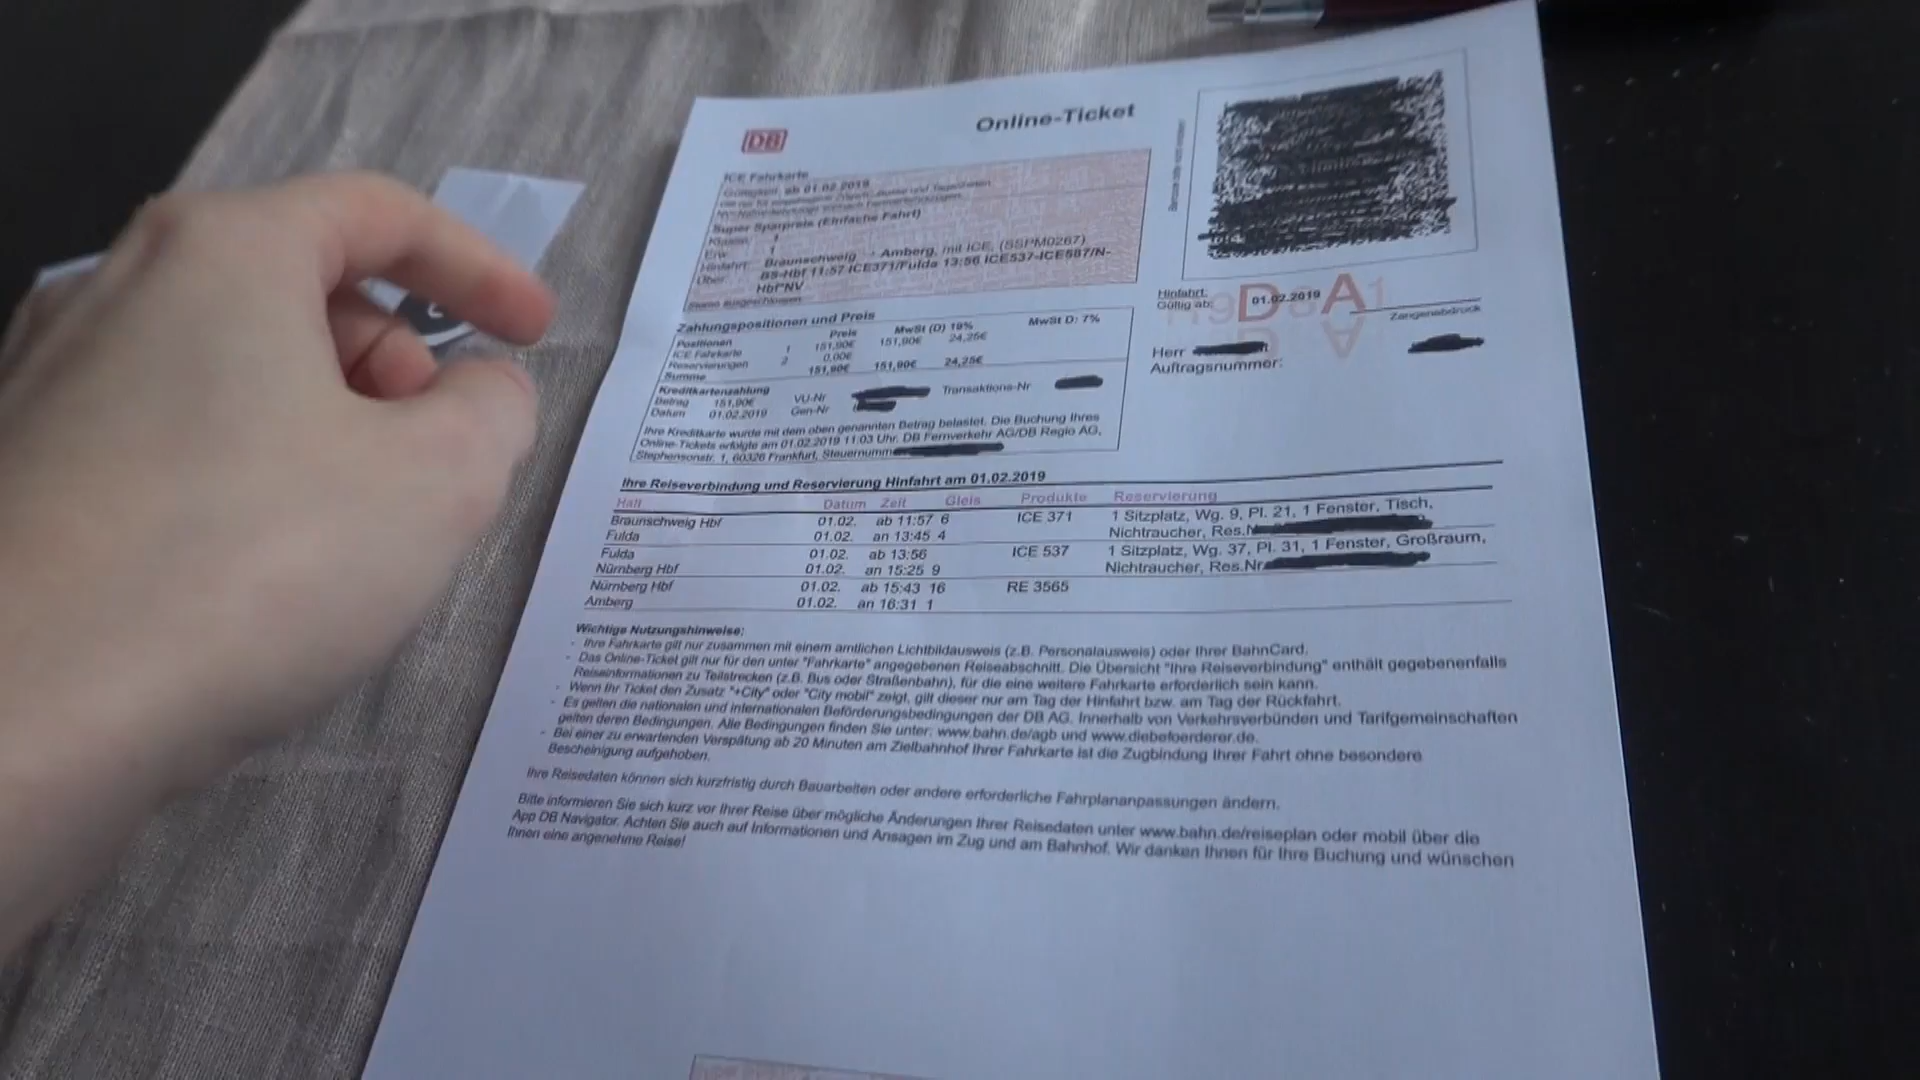 Online-Ticket
DB
ICE Fahrkarte
Gültigkeit: ab 01.02.2019
Super Sparpreis (Einfache Fahrt)
Klasse: 1
Erw: 1
Hinfahrt: Braunschweig Amberg, mit ICE, (SSPM0267)
Über: BS-Hbf 11:57 ICE371/Fulda 13:56 ICE537-ICE587/N-
Hbf*NV
Hinfahrt:
Gültig ab: 01.02.2019
DA
Zangenabdruck
Herr
Auftragsnummer:
Zahlungspositionen und Preis
Positionen Preis MwSt (D) 19% MwSt D: 7%
ICE Fahrkarte 1 151,90€ 151,90€ 24,25€
Reservierungen 2 0,00€
Summe 151,90€ 151,90€ 24,25€
Kreditkartenzahlung
Betrag 151,90€ VU-Nr Transaktions-Nr
Datum 01.02.2019 Gen-Nr
Ihre Kreditkarte wurde mit dem oben genannten Betrag belastet. Die Buchung Ihres
Online-Tickets erfolgte am 01.02.2019 11:03 Uhr. DB Fernverkehr AG/DB Regio AG,
Stephensonstr. 1, 60326 Frankfurt, Steuernumm
Ihre Reiseverbindung und Reservierung Hinfahrt am 01.02.2019
Halt Datum Zeit Gleis Produkte Reservierung
Braunschweig Hbf 01.02. ab 11:57 6 ICE 371 1 Sitzplatz, Wg. 9, Pl. 21, 1 Fenster, Tisch,
Fulda 01.02. an 13:45 4 Nichtraucher, Res.N
Fulda 01.02. ab 13:56 ICE 537 1 Sitzplatz, Wg. 37, Pl. 31, 1 Fenster, Großraum,
Nürnberg Hbf 01.02. an 15:25 9 Nichtraucher, Res.Nr
Nürnberg Hbf 01.02. ab 15:43 16 RE 3565
Amberg 01.02. an 16:31 1
Wichtige Nutzungshinweise:
- Ihre Fahrkarte gilt nur zusammen mit einem amtlichen Lichtbildausweis (z.B. Personalausweis) oder Ihrer BahnCard.
- Das Online-Ticket gilt nur für den unter "Fahrkarte" angegebenen Reiseabschnitt. Die Übersicht "Ihre Reiseverbindung" enthält gegebenenfalls
Reiseinformationen zu Teilstrecken (z.B. Bus oder Straßenbahn), für die eine weitere Fahrkarte erforderlich sein kann.
- Wenn Ihr Ticket den Zusatz "+City" oder "City mobil" zeigt, gilt dieser nur am Tag der Hinfahrt bzw. am Tag der Rückfahrt.
- Es gelten die nationalen und internationalen Beförderungsbedingungen der DB AG. Innerhalb von Verkehrsverbünden und Tarifgemeinschaften
gelten deren Bedingungen. Alle Bedingungen finden Sie unter: www.bahn.de/agb und www.diebefoerderer.de.
- Bei einer zu erwartenden Verspätung ab 20 Minuten am Zielbahnhof Ihrer Fahrkarte ist die Zugbindung Ihrer Fahrt ohne besondere
Bescheinigung aufgehoben.
Ihre Reisedaten können sich kurzfristig durch Bauarbeiten oder andere erforderliche Fahrplananpassungen ändern.
Bitte informieren Sie sich kurz vor Ihrer Reise über mögliche Änderungen Ihrer Reisedaten unter www.bahn.de/reiseplan oder mobil über die
App DB Navigator. Achten Sie auch auf Informationen und Ansagen im Zug und am Bahnhof. Wir danken Ihnen für Ihre Buchung und wünschen
Ihnen eine angenehme Reise!